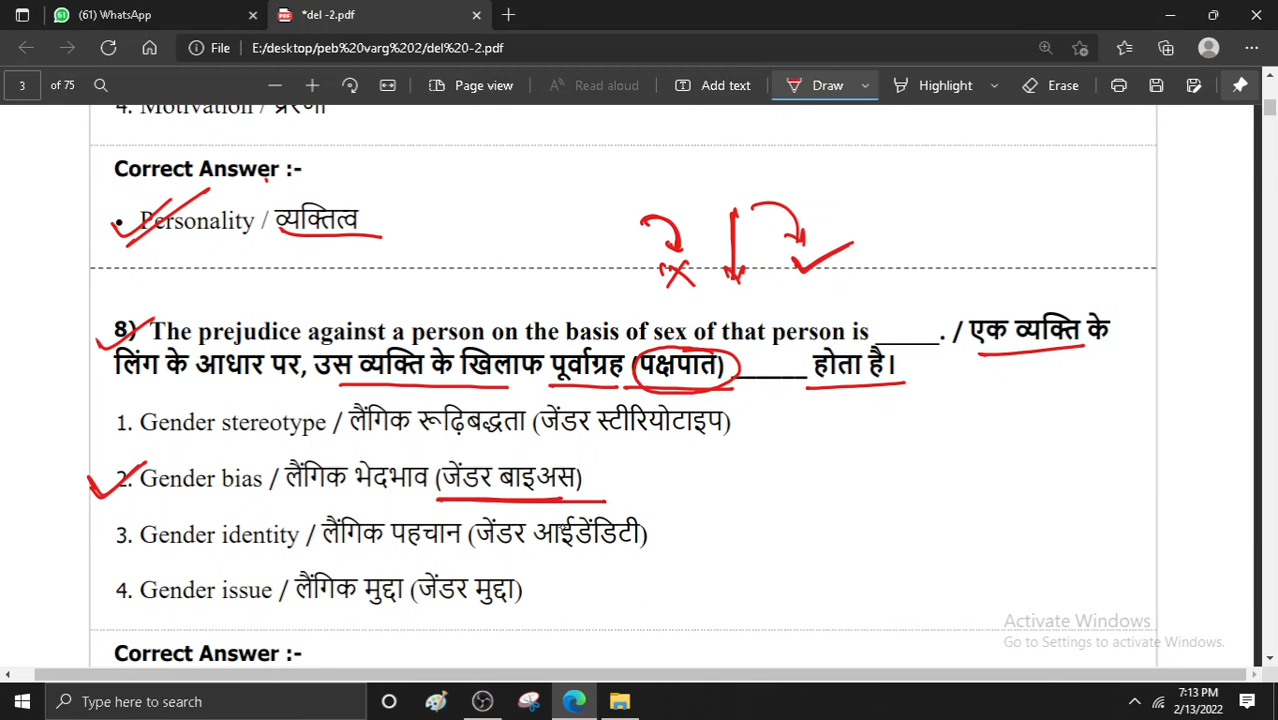 (61) WhatsApp
*del -2.pdf
File
E:/desktop/peb%20varg%202/del%20-2.pdf
3 of 75
Page view
Read aloud
Add text
Draw
Highlight
Erase
4. Motivation / प्रेरणा
Correct Answer :-
• Personality / व्यक्तित्व
8) The prejudice against a person on the basis of sex of that person is _____. / एक व्यक्ति के
लिंग के आधार पर, उस व्यक्ति के खिलाफ पूर्वाग्रह (पक्षपात) ______ होता है।
1. Gender stereotype / लैंगिक रूढ़िबद्धता (जेंडर स्टीरियोटाइप)
2. Gender bias / लैंगिक भेदभाव (जेंडर बाइअस)
3. Gender identity / लैंगिक पहचान (जेंडर आईडेंडिटी)
4. Gender issue / लैंगिक मुद्दा (जेंडर मुद्दा)
Correct Answer :-
Activate Windows
Go to Settings to activate Windows.
Type here to search
7:13 PM
2/13/2022